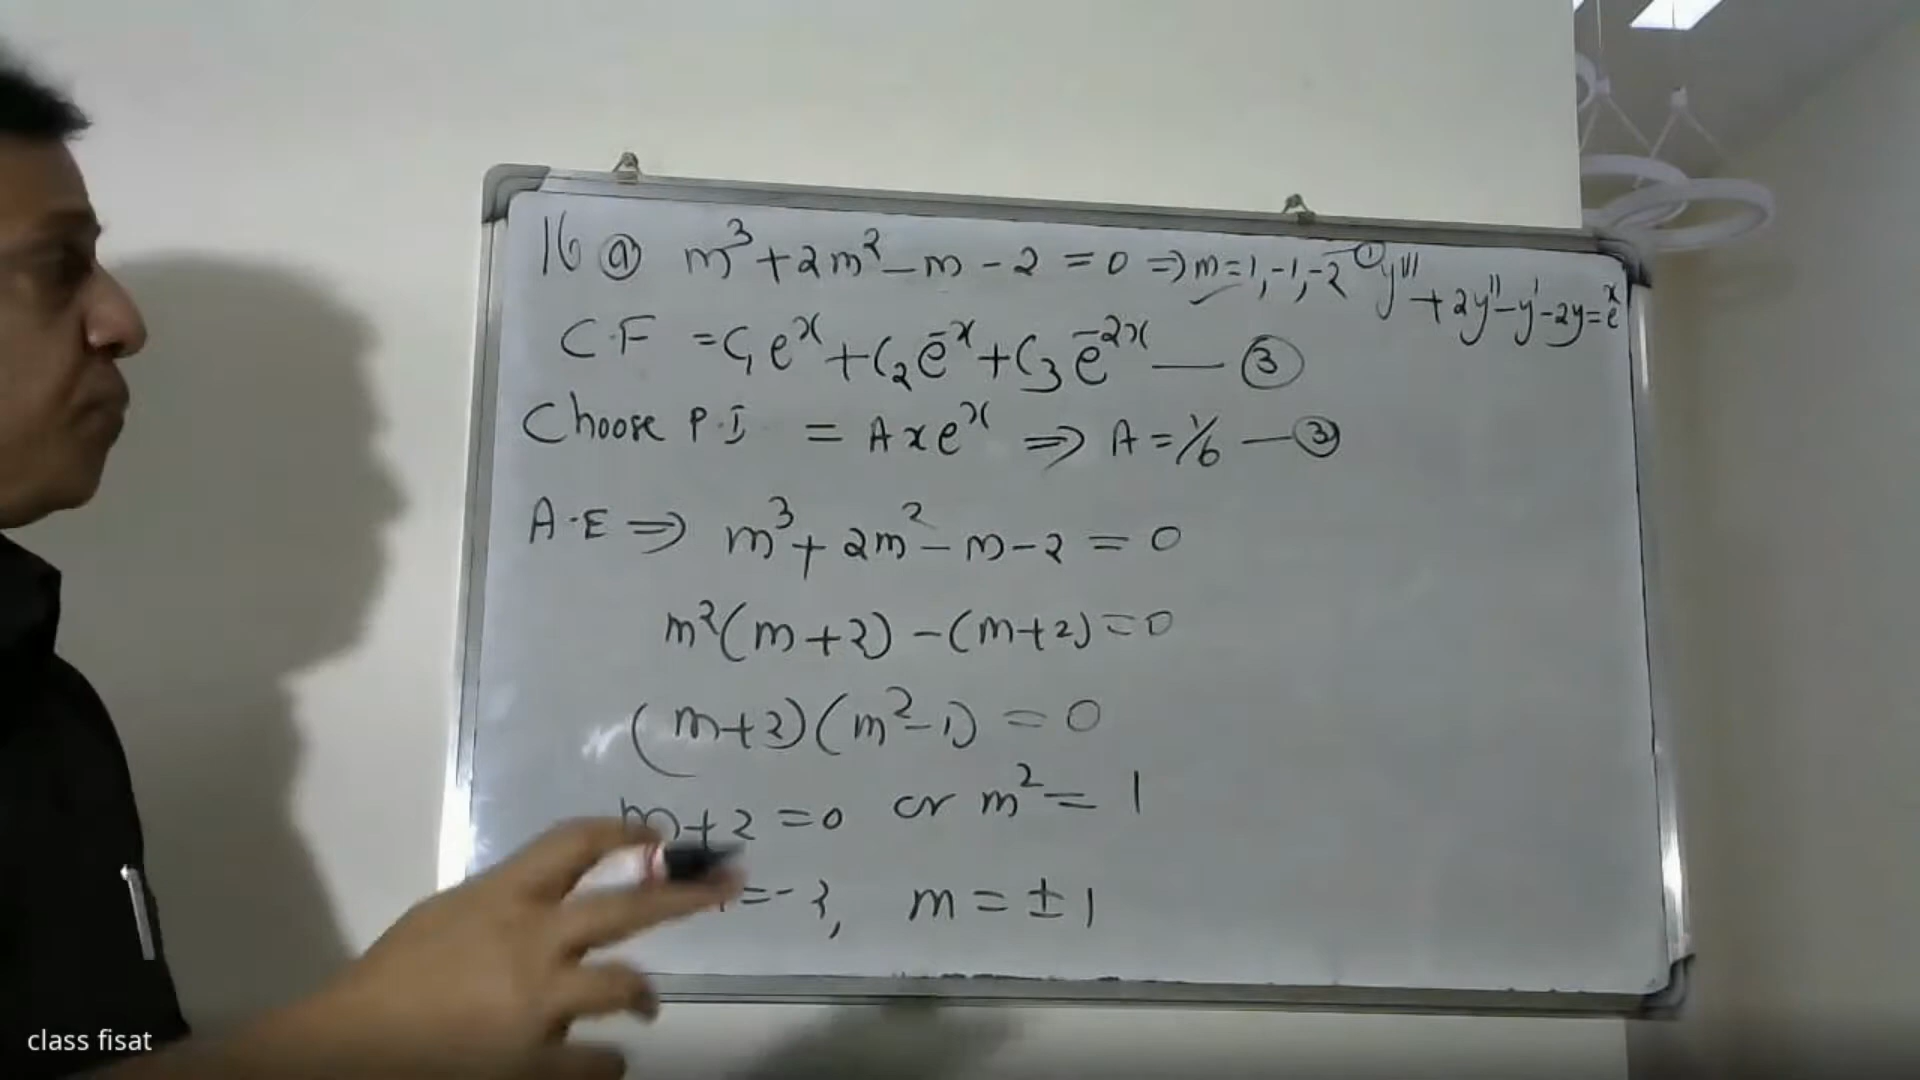 16 (a) m³ + 2m² - m - 2 = 0 ⇒ m = 1, -1, -2 — ① y''' + 2y'' - y' - 2y = eˣ
C.F = C₁eˣ + C₂e⁻ˣ + C₃e⁻²ˣ — ③
Choose P.I = A x eˣ ⇒ A = 1/6 — ③
A.E ⇒ m³ + 2m² - m - 2 = 0
m²(m+2) - (m+2) = 0
(m+2)(m²-1) = 0
m+2 = 0 or m² = 1
= -2, m = ± 1
class fisat